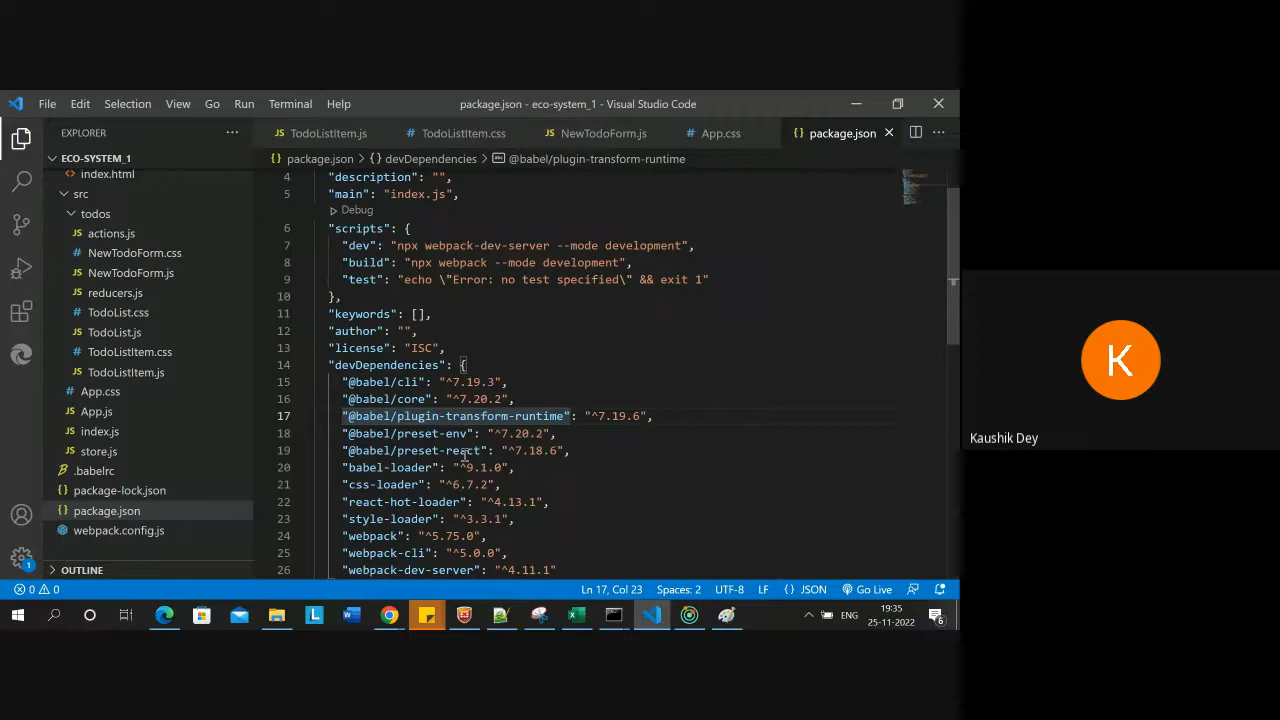 File Edit Selection View Go Run Terminal Help
package.json - eco-system_1 - Visual Studio Code
EXPLORER
ECO-SYSTEM_1
index.html
src
todos
actions.js
NewTodoForm.css
NewTodoForm.js
reducers.js
TodoList.css
TodoList.js
TodoListItem.css
TodoListItem.js
App.css
App.js
index.js
store.js
.babelrc
package-lock.json
package.json
webpack.config.js
OUTLINE
JS TodoListItem.js # TodoListItem.css JS NewTodoForm.js # App.css {} package.json
{} package.json > {} devDependencies > @babel/plugin-transform-runtime
4 "description": "",
5 "main": "index.js",
Debug
6 "scripts": {
7 "dev": "npx webpack-dev-server --mode development",
8 "build": "npx webpack --mode development",
9 "test": "echo \"Error: no test specified\" && exit 1"
10 },
11 "keywords": [],
12 "author": "",
13 "license": "ISC",
14 "devDependencies": {
15 "@babel/cli": "^7.19.3",
16 "@babel/core": "^7.20.2",
17 "@babel/plugin-transform-runtime": "^7.19.6",
18 "@babel/preset-env": "^7.20.2",
19 "@babel/preset-react": "^7.18.6",
20 "babel-loader": "^9.1.0",
21 "css-loader": "^6.7.2",
22 "react-hot-loader": "^4.13.1",
23 "style-loader": "^3.3.1",
24 "webpack": "^5.75.0",
25 "webpack-cli": "^5.0.0",
26 "webpack-dev-server": "^4.11.1"
0 0 Ln 17, Col 23 Spaces: 2 UTF-8 LF {} JSON Go Live
ENG 19:35
25-11-2022
K
Kaushik Dey